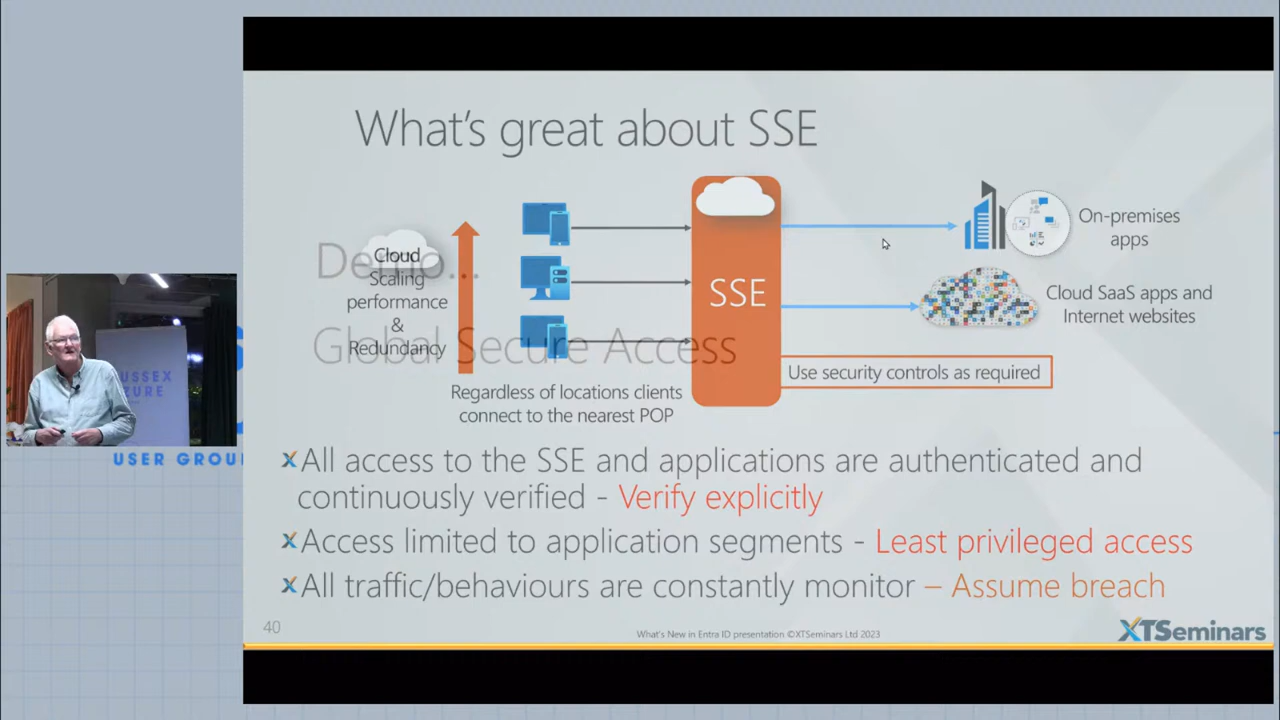 What's great about SSE
Demo...
Global Secure Access
Cloud
Scaling
performance
&
Redundancy
SSE
On-premises
apps
Cloud SaaS apps and
Internet websites
Use security controls as required
Regardless of locations clients
connect to the nearest POP
All access to the SSE and applications are authenticated and
continuously verified - Verify explicitly
Access limited to application segments - Least privileged access
All traffic/behaviours are constantly monitor – Assume breach
40
What's New in Entra ID presentation ©XTSeminars Ltd 2023
XTSeminars
USSEX
ZURE
USER GROU